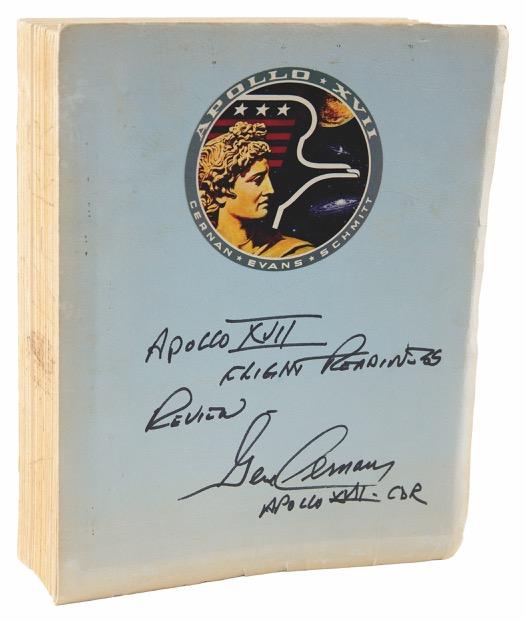 APOLLO ★ XVII
CERNAN ★ EVANS ★ SCHMITT
APOLLO XVII
FLIGHT READINESS
REVIEW
Gene Cernan
APOLLO XVII - CDR